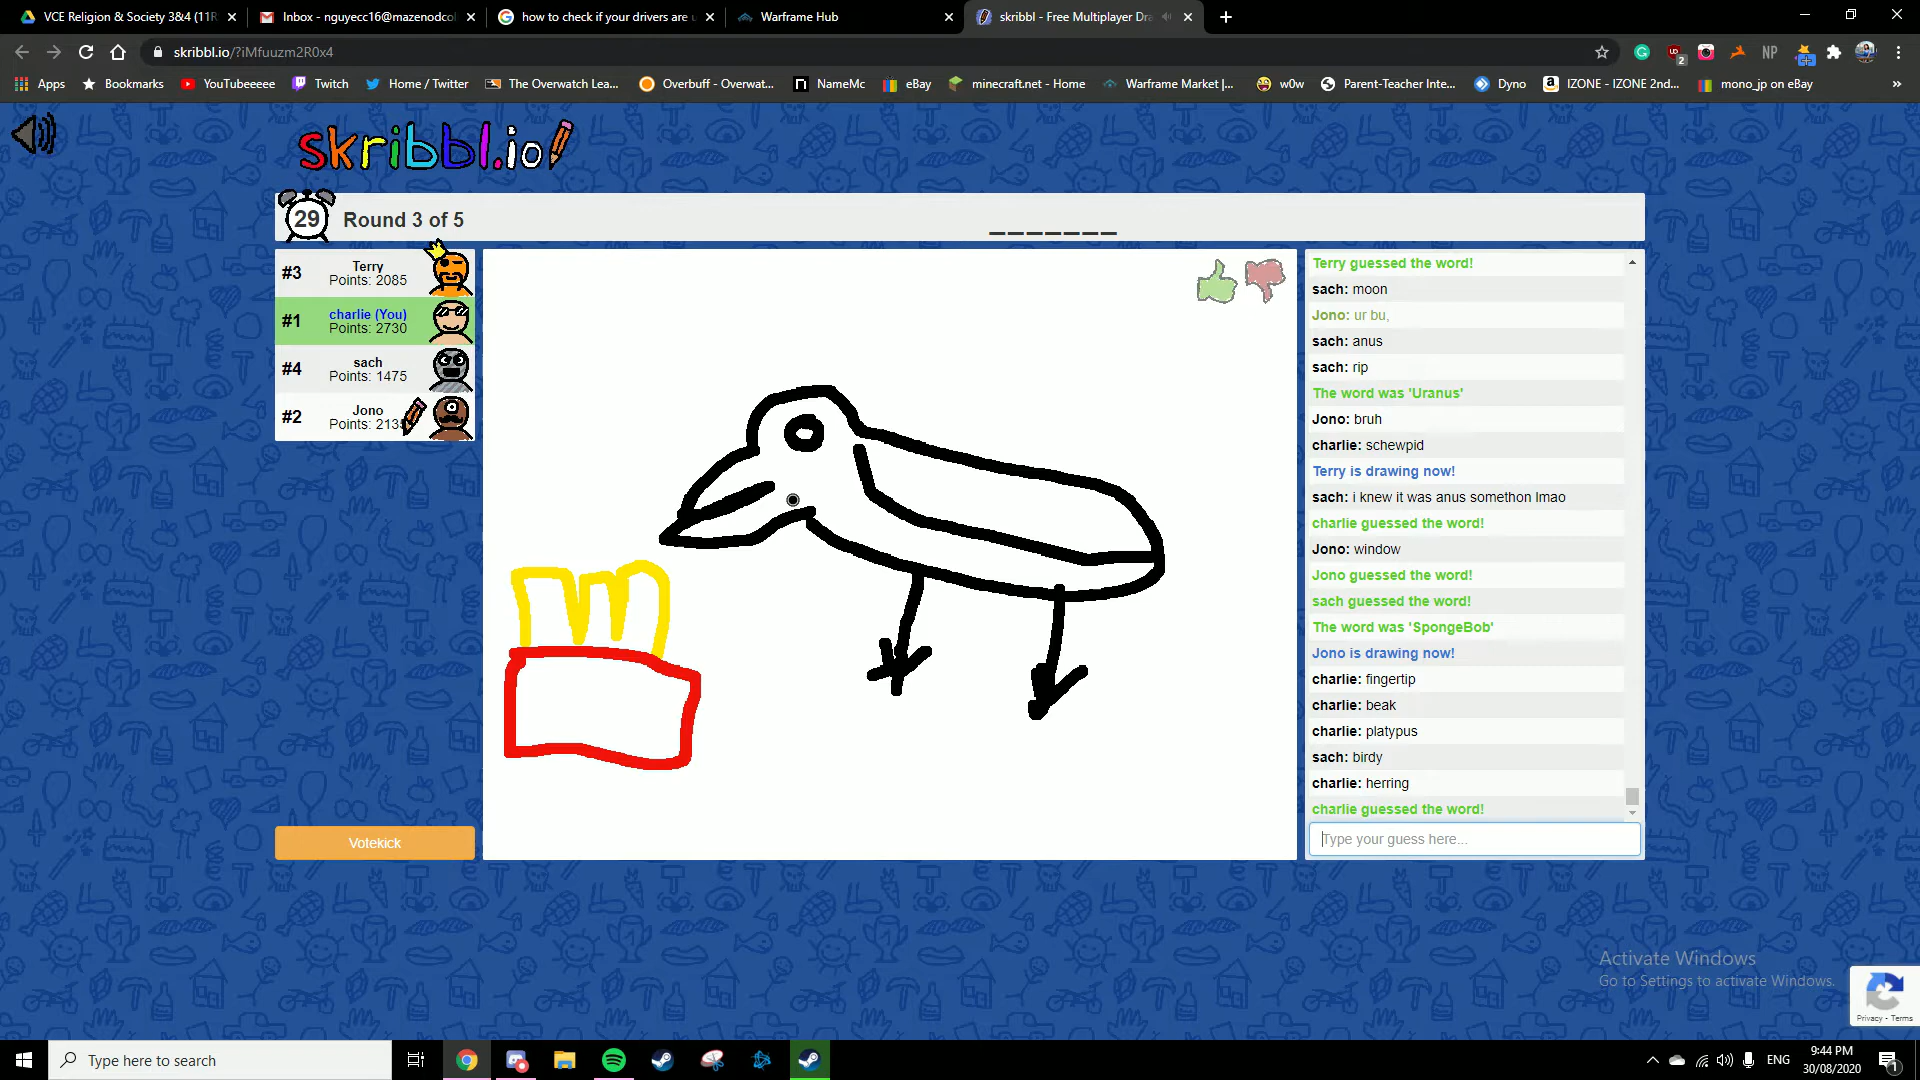 VCE Religion & Society 3&4 (11R
Inbox - nguyecc16@mazenodcol
how to check if your drivers are u
Warframe Hub
skribbl - Free Multiplayer Dra
skribbl.io/?iMfuuzm2R0x4
Apps
Bookmarks
YouTubeeeee
Twitch
Home / Twitter
The Overwatch Lea...
Overbuff - Overwat...
NameMc
eBay
minecraft.net - Home
Warframe Market |...
w0w
Parent-Teacher Inte...
Dyno
IZONE - IZONE 2nd...
mono_jp on eBay
»
skribbl.io
29
Round 3 of 5
_______
#3
Terry
Points: 2085
#1
charlie (You)
Points: 2730
#4
sach
Points: 1475
#2
Jono
Points: 2135
Votekick
Terry guessed the word!
sach: moon
Jono: ur bu,
sach: anus
sach: rip
The word was 'Uranus'
Jono: bruh
charlie: schewpid
Terry is drawing now!
sach: i knew it was anus somethon lmao
charlie guessed the word!
Jono: window
Jono guessed the word!
sach guessed the word!
The word was 'SpongeBob'
Jono is drawing now!
charlie: fingertip
charlie: beak
charlie: platypus
sach: birdy
charlie: herring
charlie guessed the word!
Type your guess here...
Activate Windows
Go to Settings to activate Windows.
Privacy - Terms
Type here to search
ENG
9:44 PM
30/08/2020